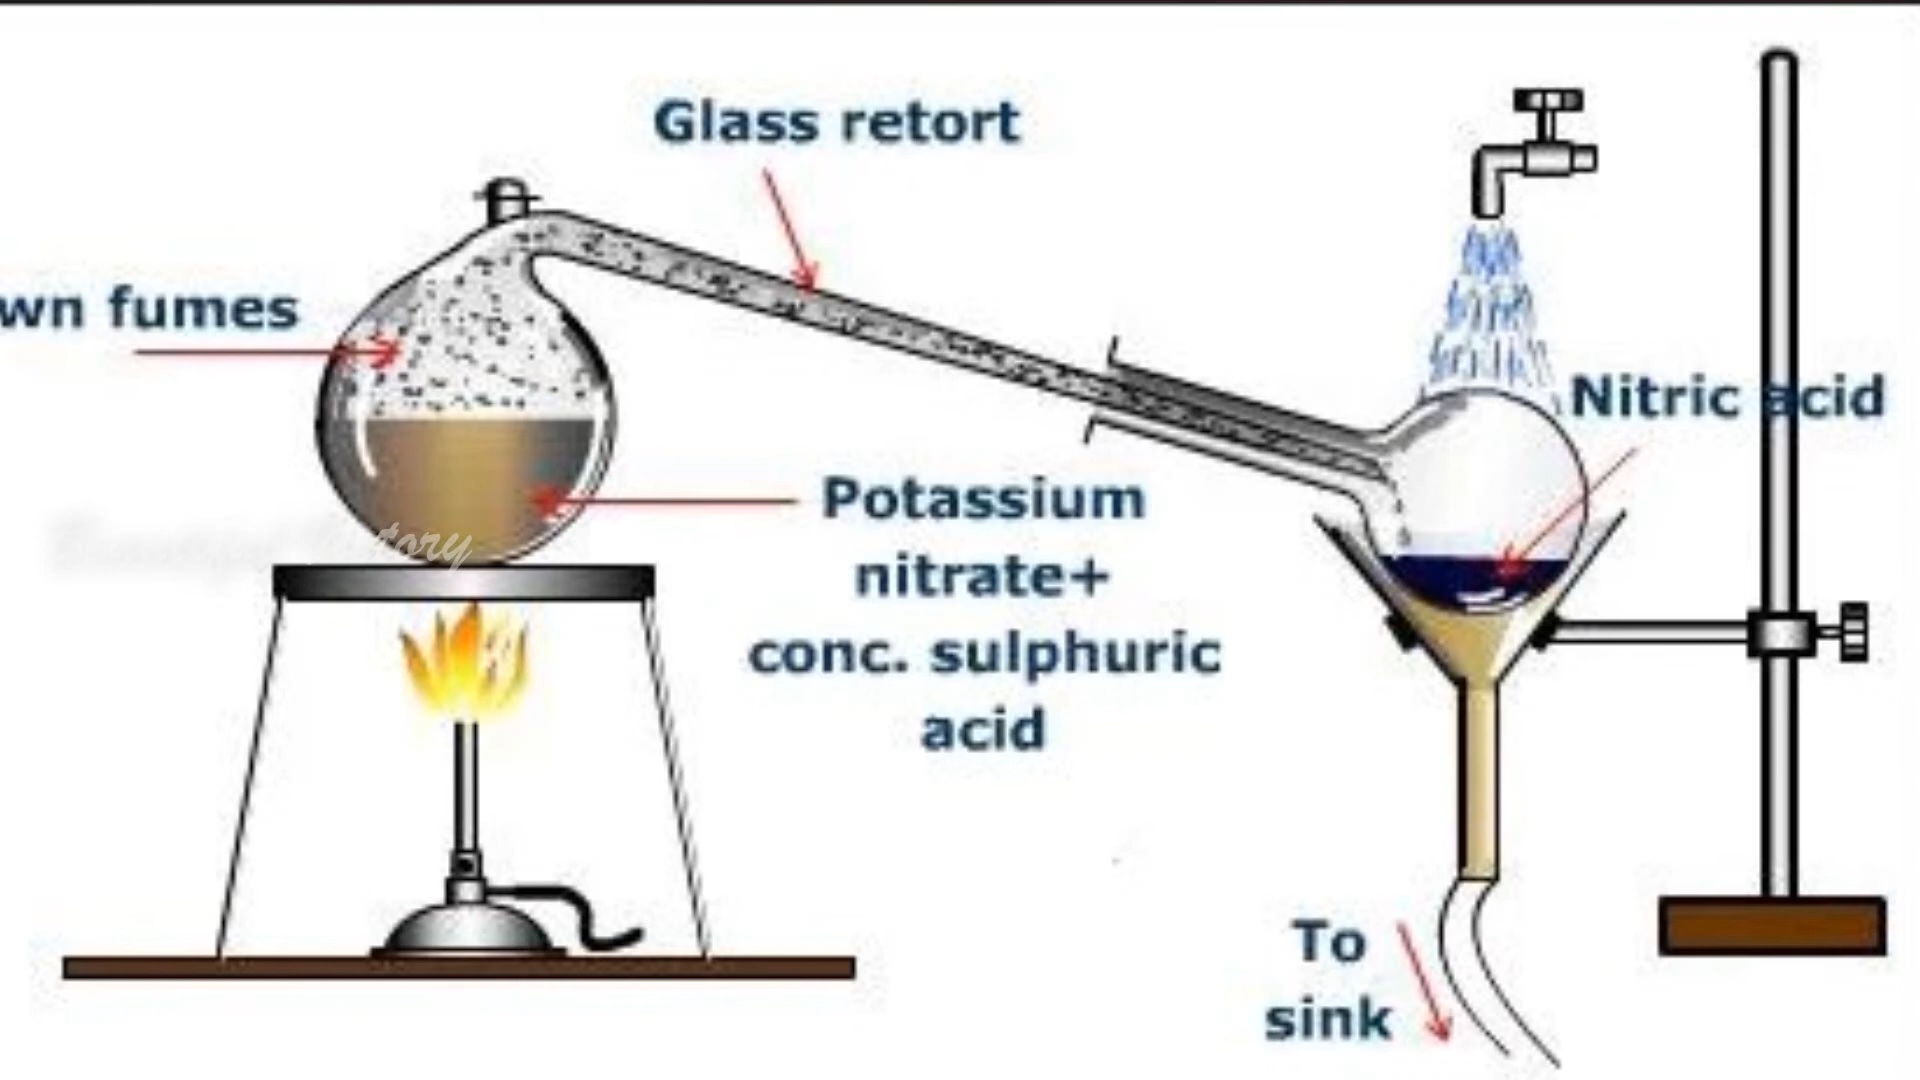 Glass retort
wn fumes
Nitric acid
Potassium
nitrate+
conc. sulphuric
acid
To
sink